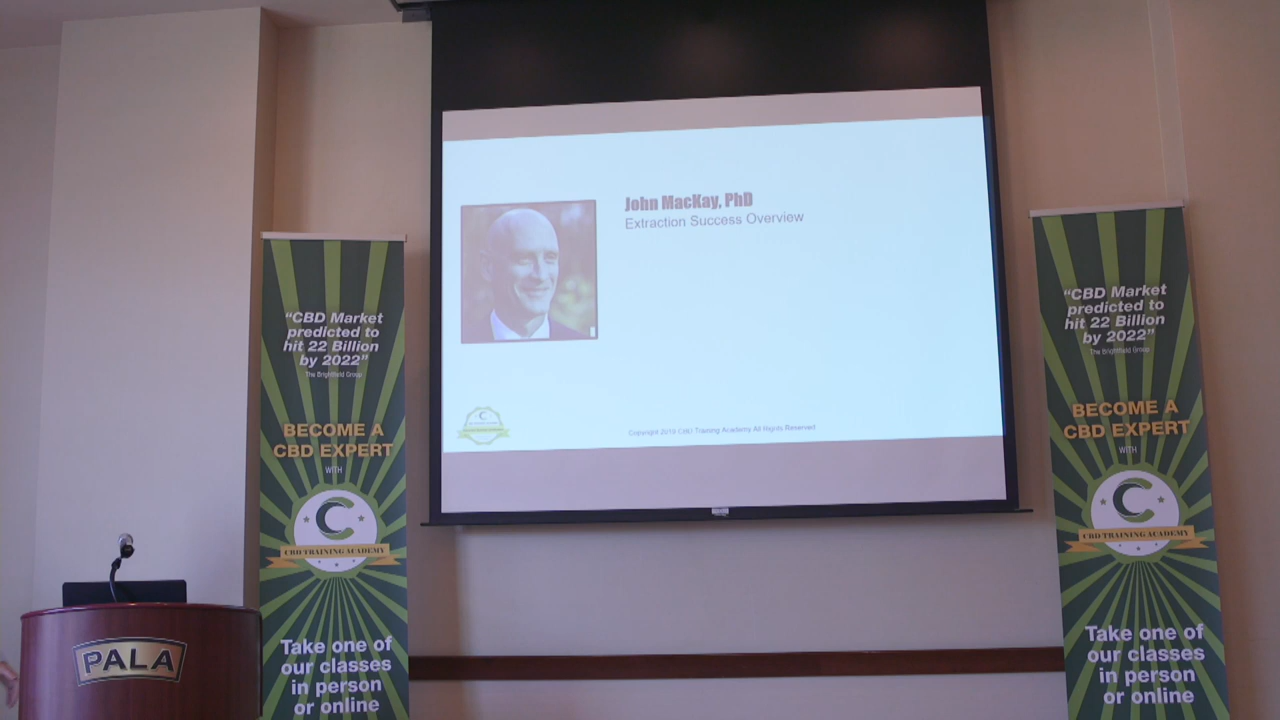 John MacKay, PhD
Extraction Success Overview
Copyright 2019 CBD Training Academy All Rights Reserved
"CBD Market
predicted to
hit 22 Billion
by 2022"
The Brightfield Group
BECOME A
CBD EXPERT
WITH
C
CBD TRAINING ACADEMY
Take one of
our classes
in person
or online
"CBD Market
predicted to
hit 22 Billion
by 2022"
The Brightfield Group
BECOME A
CBD EXPERT
WITH
C
CBD TRAINING ACADEMY
Take one of
our classes
in person
or online
PALA